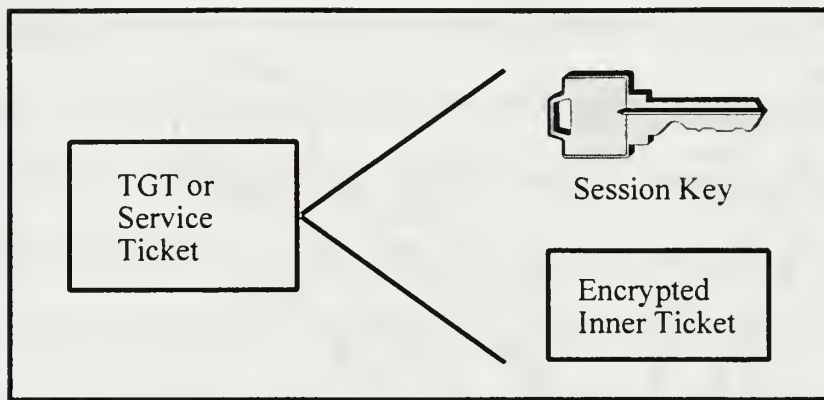 TGT or
Service
Ticket
Session Key
Encrypted
Inner Ticket